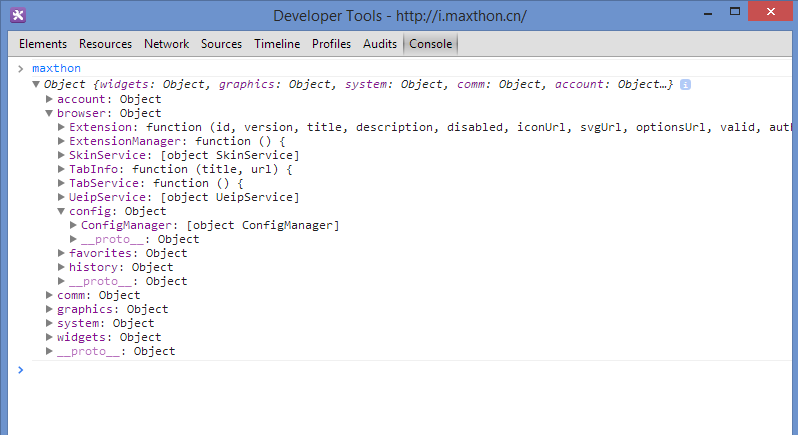 Developer Tools - http://i.maxthon.cn/
Elements Resources Network Sources Timeline Profiles Audits Console
maxthon
Object {widgets: Object, graphics: Object, system: Object, comm: Object, account: Object…}
account: Object
browser: Object
Extension: function (id, version, title, description, disabled, iconUrl, svgUrl, optionsUrl, valid, auth
ExtensionManager: function () {
SkinService: [object SkinService]
TabInfo: function (title, url) {
TabService: function () {
UeipService: [object UeipService]
config: Object
ConfigManager: [object ConfigManager]
__proto__: Object
favorites: Object
history: Object
__proto__: Object
comm: Object
graphics: Object
system: Object
widgets: Object
__proto__: Object